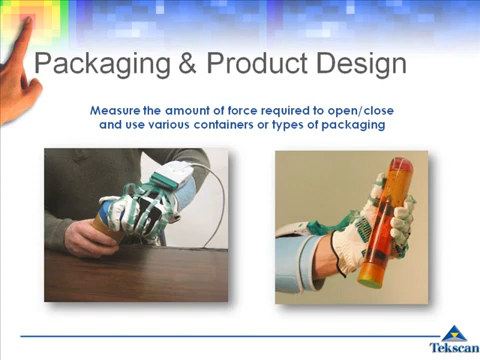 Packaging & Product Design
Measure the amount of force required to open/close
and use various containers or types of packaging
Tekscan